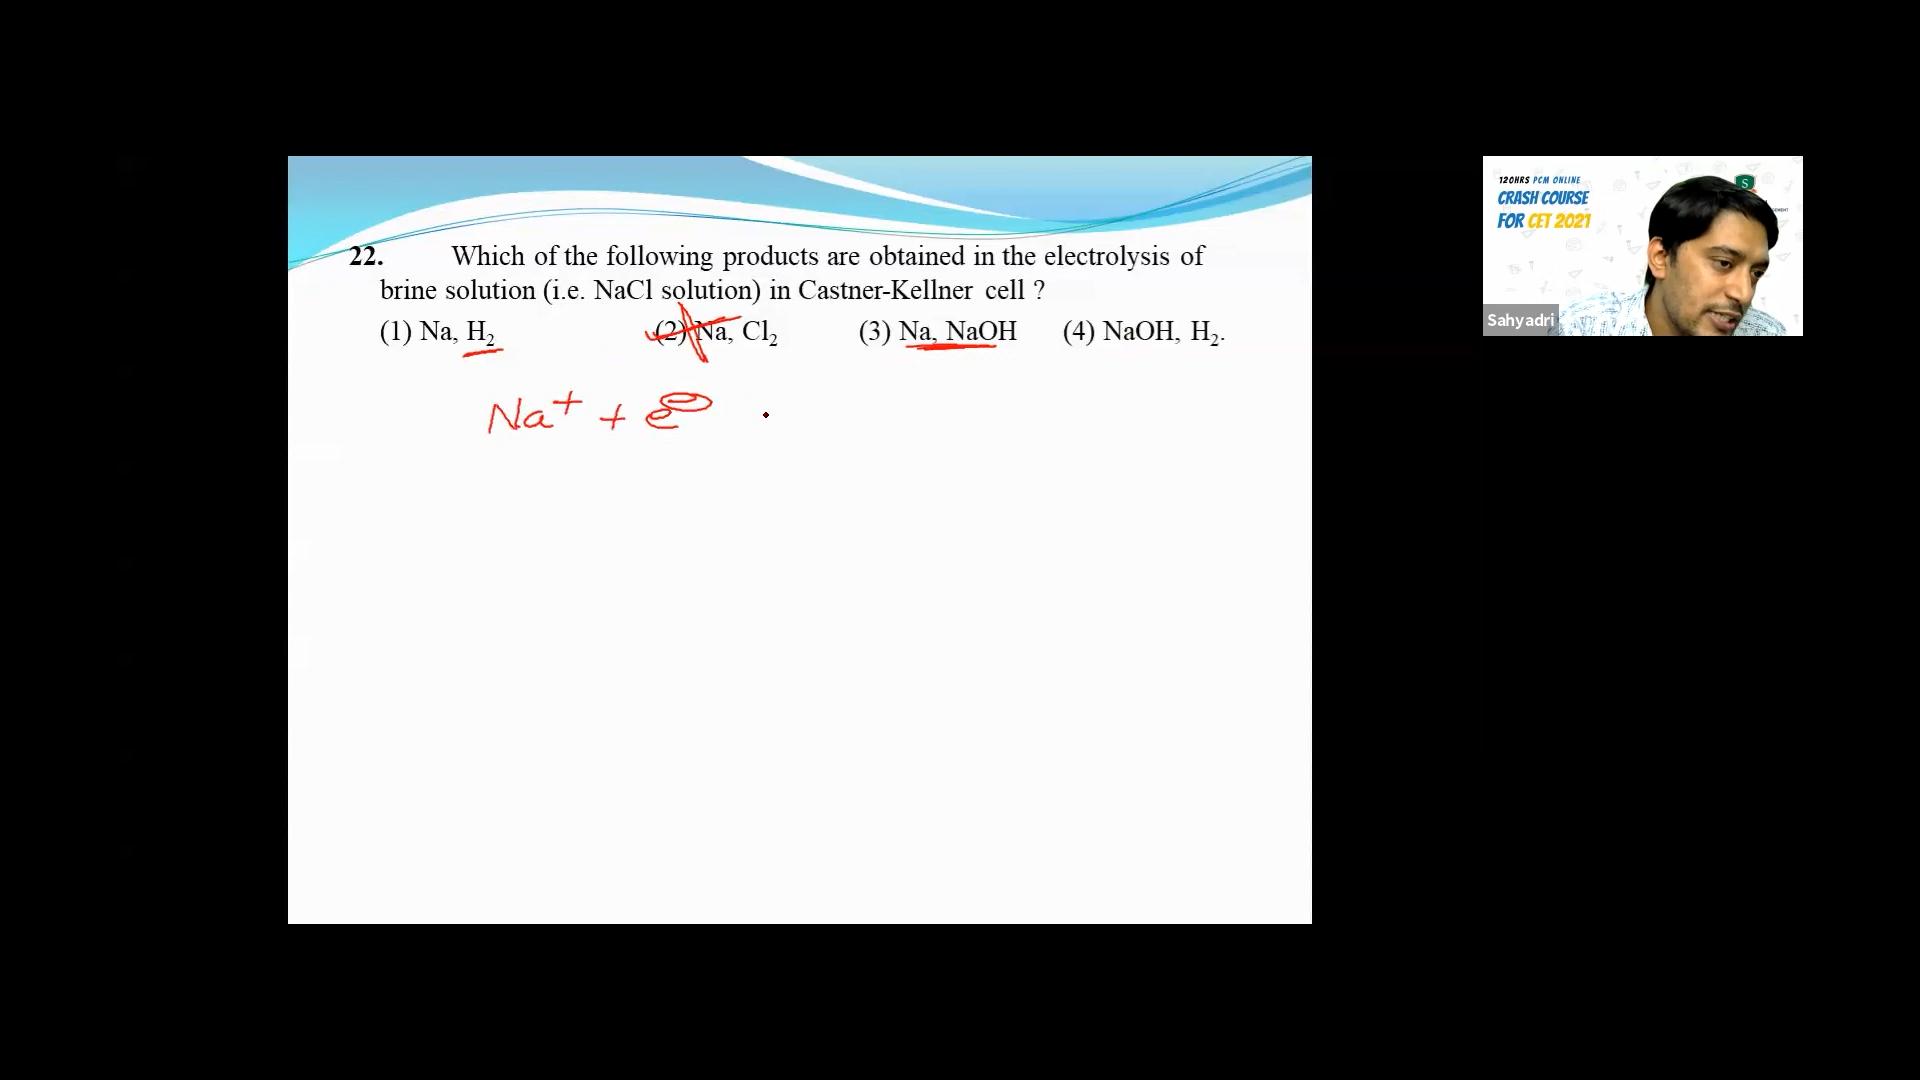 22. Which of the following products are obtained in the electrolysis of
brine solution (i.e. NaCl solution) in Castner-Kellner cell ?
(1) Na, H₂ (2) Na, Cl₂ (3) Na, NaOH (4) NaOH, H₂.
Na⁺ + e⊖
120HRS PCM ONLINE
CRASH COURSE
FOR CET 2021
S
Sahyadri